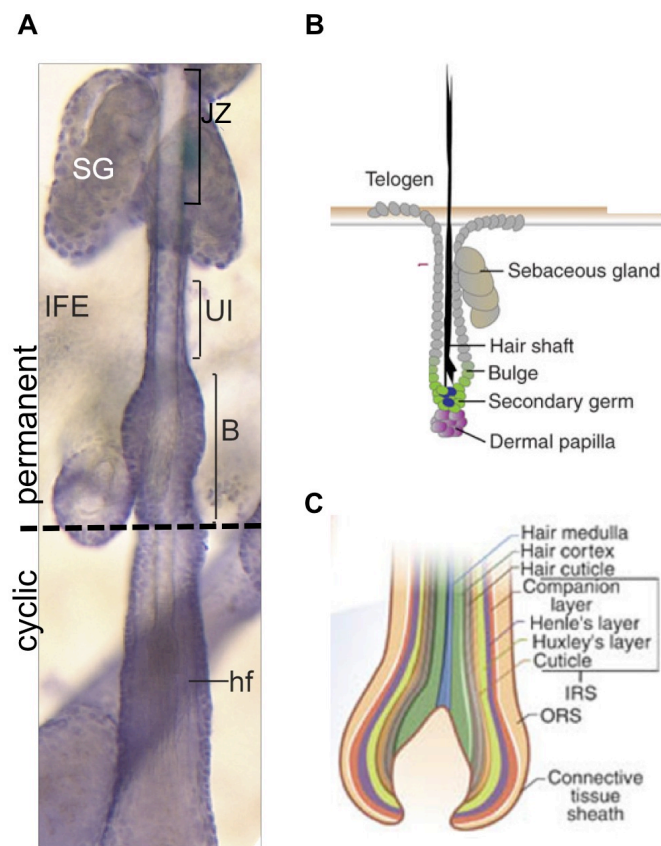 A
JZ
SG
UI
IFE
B
permanent
cyclic
hf
B
Telogen
Sebaceous gland
Hair shaft
Bulge
Secondary germ
Dermal papilla
C
Hair medulla
Hair cortex
Hair cuticle
Companion
layer
Henle's layer
Huxley's layer
Cuticle
IRS
ORS
Connective
tissue
sheath